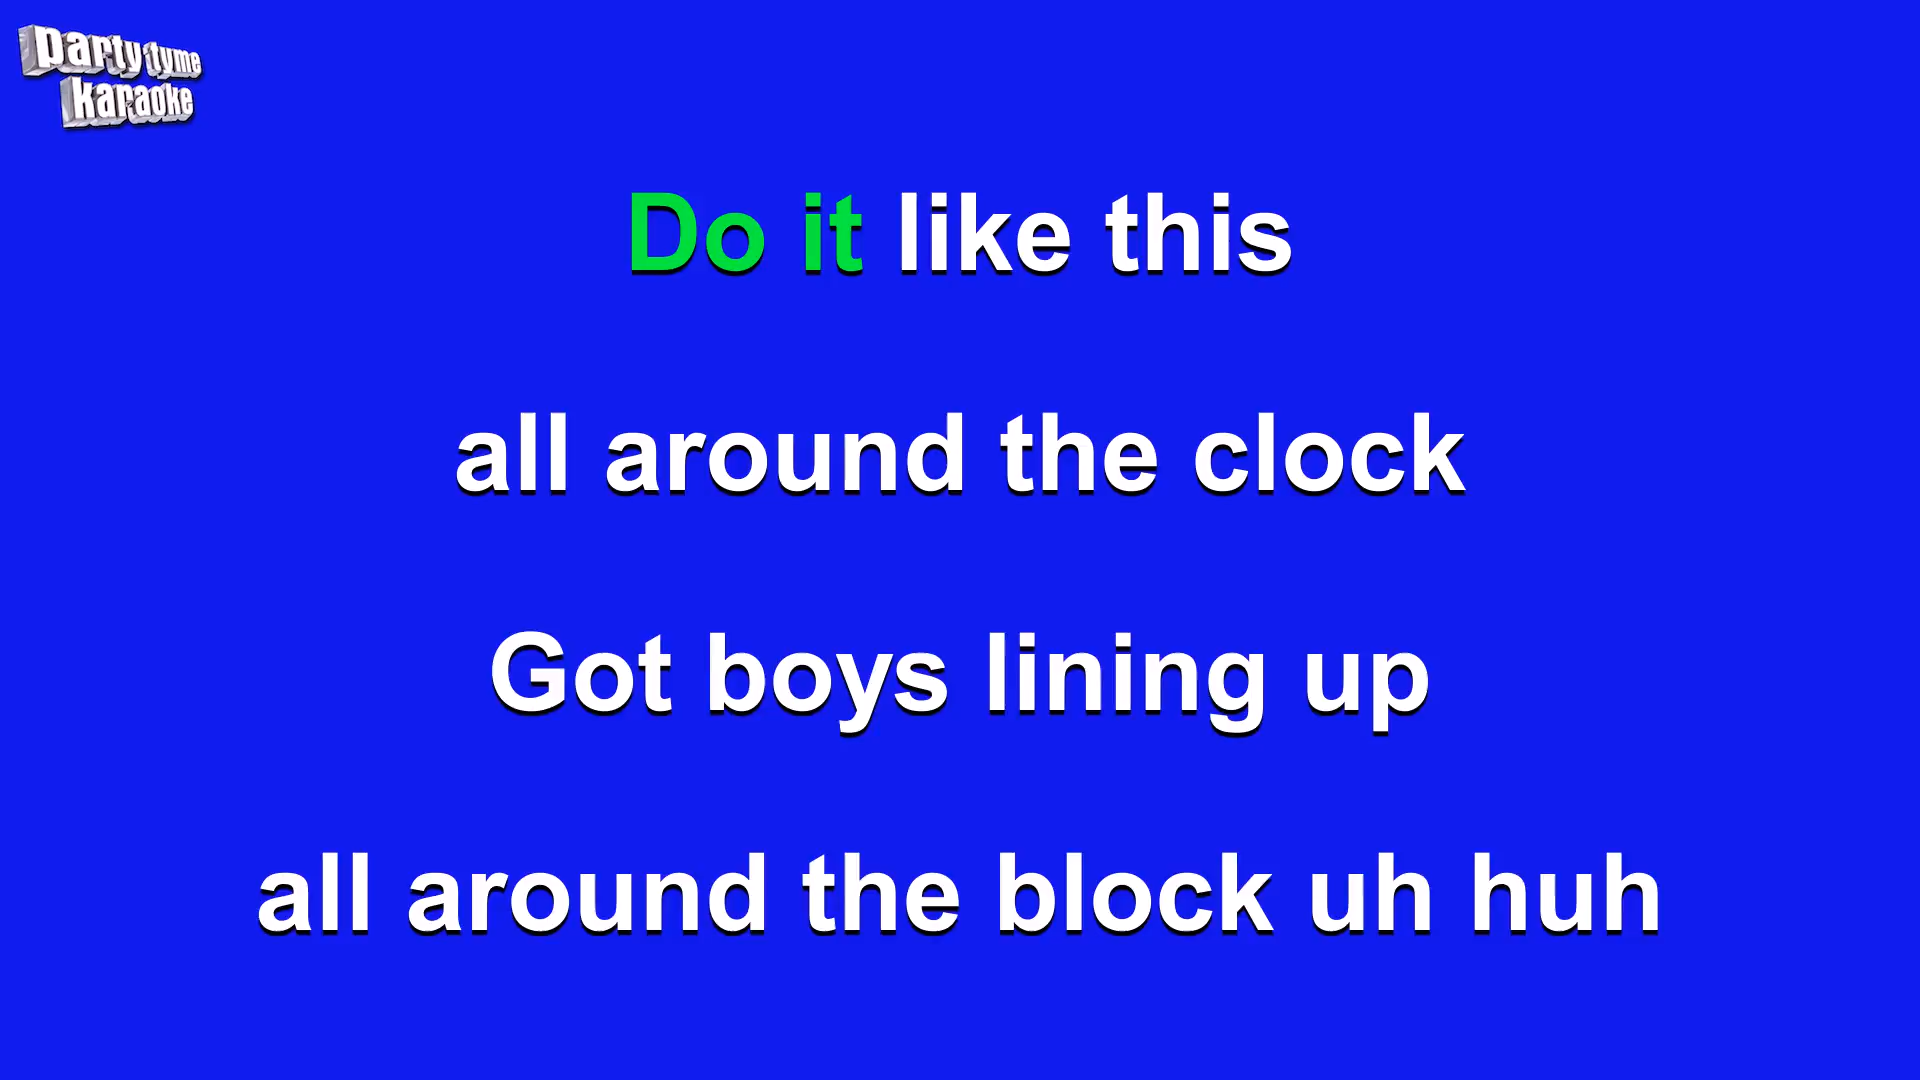 party tyme
karaoke
Do it like this
all around the clock
Got boys lining up
all around the block uh huh